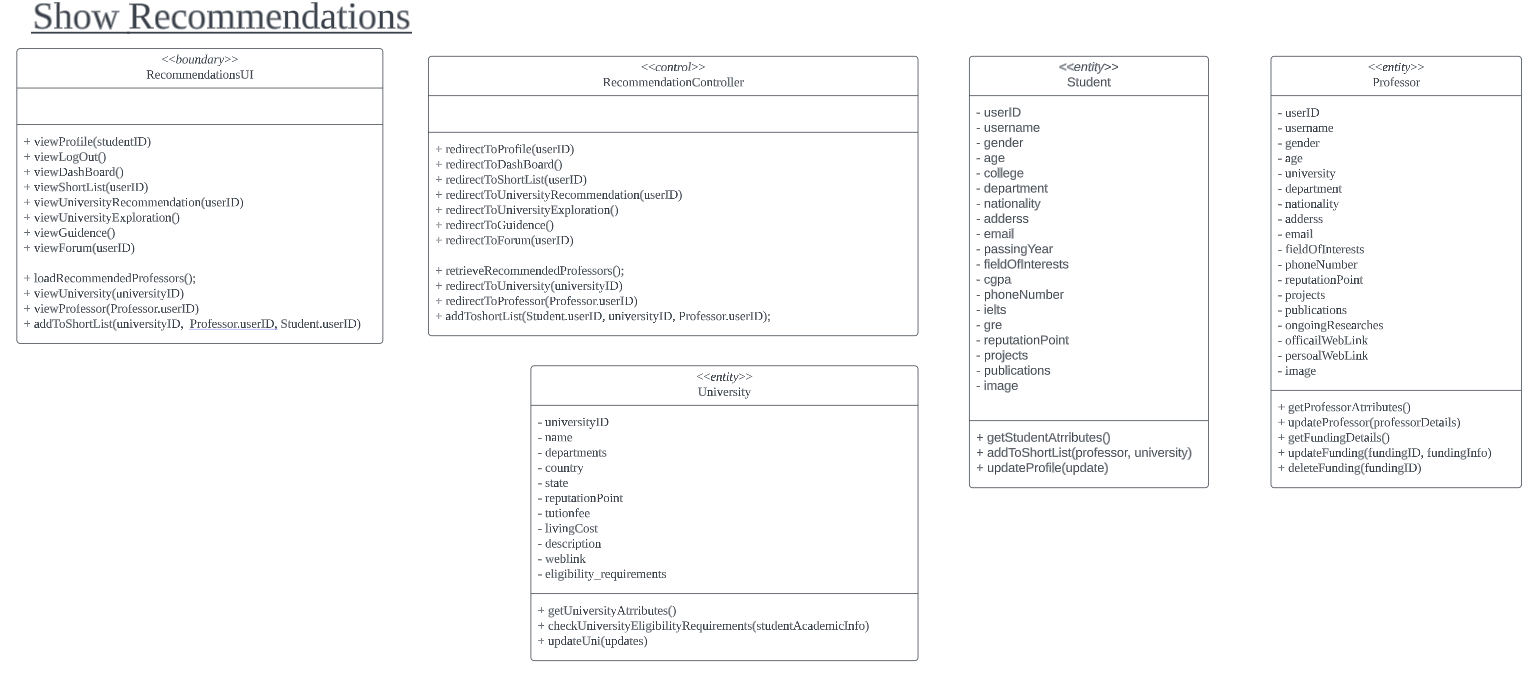 Show Recommendations
<<boundary>>
RecommendationsUI
+ viewProfile(studentID)
+ viewLogOut()
+ viewDashBoard()
+ viewShortList(userID)
+ viewUniversityRecommendation(userID)
+ viewUniversityExploration()
+ viewGuidence()
+ viewForum(userID)
+ loadRecommendedProfessors();
+ viewUniversity(universityID)
+ viewProfessor(Professor.userID)
+ addToShortList(universityID, Professor.userID, Student.userID)
<<control>>
RecommendationController
+ redirectToProfile(userID)
+ redirectToDashBoard()
+ redirectToShortList(userID)
+ redirectToUniversityRecommendation(userID)
+ redirectToUniversityExploration()
+ redirectToGuidence()
+ redirectToForum(userID)
+ retrieveRecommendedProfessors();
+ redirectToUniversity(universityID)
+ redirectToProfessor(Professor.userID)
+ addToshortList(Student.userID, universityID, Professor.userID);
<<entity>>
Student
- userID
- username
- gender
- age
- college
- department
- nationality
- adderss
- email
- passingYear
- fieldOfInterests
- cgpa
- phoneNumber
- ielts
- gre
- reputationPoint
- projects
- publications
- image
+ getStudentAtrributes()
+ addToShortList(professor, university)
+ updateProfile(update)
<<entity>>
Professor
- userID
- username
- gender
- age
- university
- department
- nationality
- adderss
- email
- fieldOfInterests
- phoneNumber
- reputationPoint
- projects
- publications
- ongoingResearches
- officailWebLink
- persoalWebLink
- image
+ getProfessorAtrributes()
+ updateProfessor(professorDetails)
+ getFundingDetails()
+ updateFunding(fundingID, fundingInfo)
+ deleteFunding(fundingID)
<<entity>>
University
- universityID
- name
- departments
- country
- state
- reputationPoint
- tutionfee
- livingCost
- description
- weblink
- eligibility_requirements
+ getUniversityAtrributes()
+ checkUniversityEligibilityRequirements(studentAcademicInfo)
+ updateUni(updates)